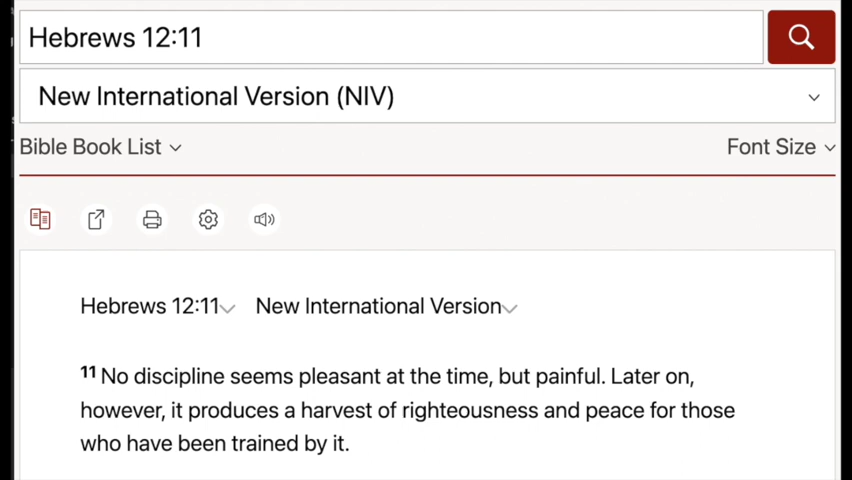 Hebrews 12:11
New International Version (NIV)
Bible Book List
Font Size
Hebrews 12:11 New International Version
11 No discipline seems pleasant at the time, but painful. Later on,
however, it produces a harvest of righteousness and peace for those
who have been trained by it.